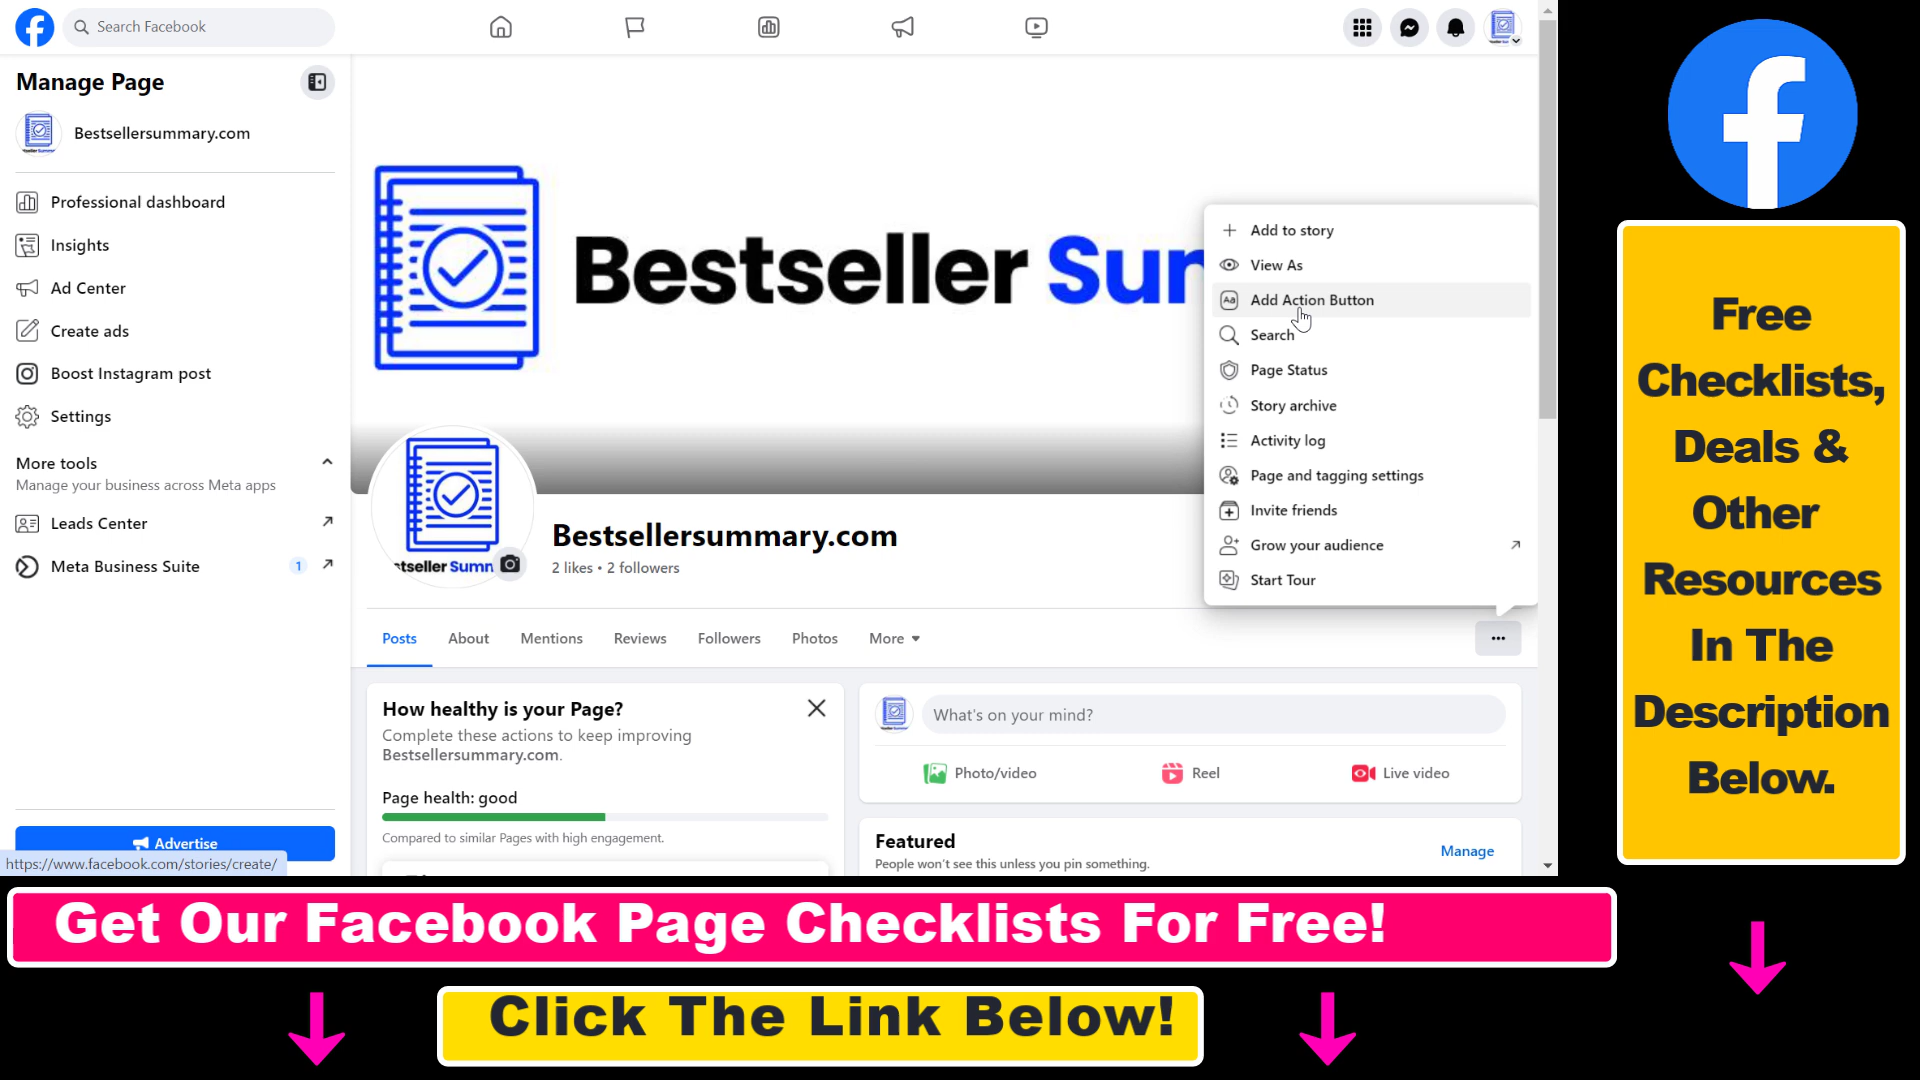 Search Facebook
Manage Page
Bestsellersummary.com
Professional dashboard
Insights
Ad Center
Create ads
Boost Instagram post
Settings
More tools
Manage your business across Meta apps
Leads Center
Meta Business Suite 1
Advertise
https://www.facebook.com/stories/create/
Bestseller Sum
Add to story
View As
Add Action Button
Search
Page Status
Story archive
Activity log
Page and tagging settings
Invite friends
Grow your audience
Start Tour
tseller Summ
Bestsellersummary.com
2 likes • 2 followers
Posts About Mentions Reviews Followers Photos More
How healthy is your Page?
Complete these actions to keep improving
Bestsellersummary.com.
Page health: good
Compared to similar Pages with high engagement.
What's on your mind?
Photo/video Reel Live video
Featured
People won't see this unless you pin something.
Manage
Free
Checklists,
Deals &
Other
Resources
In The
Description
Below.
Get Our Facebook Page Checklists For Free!
Click The Link Below!